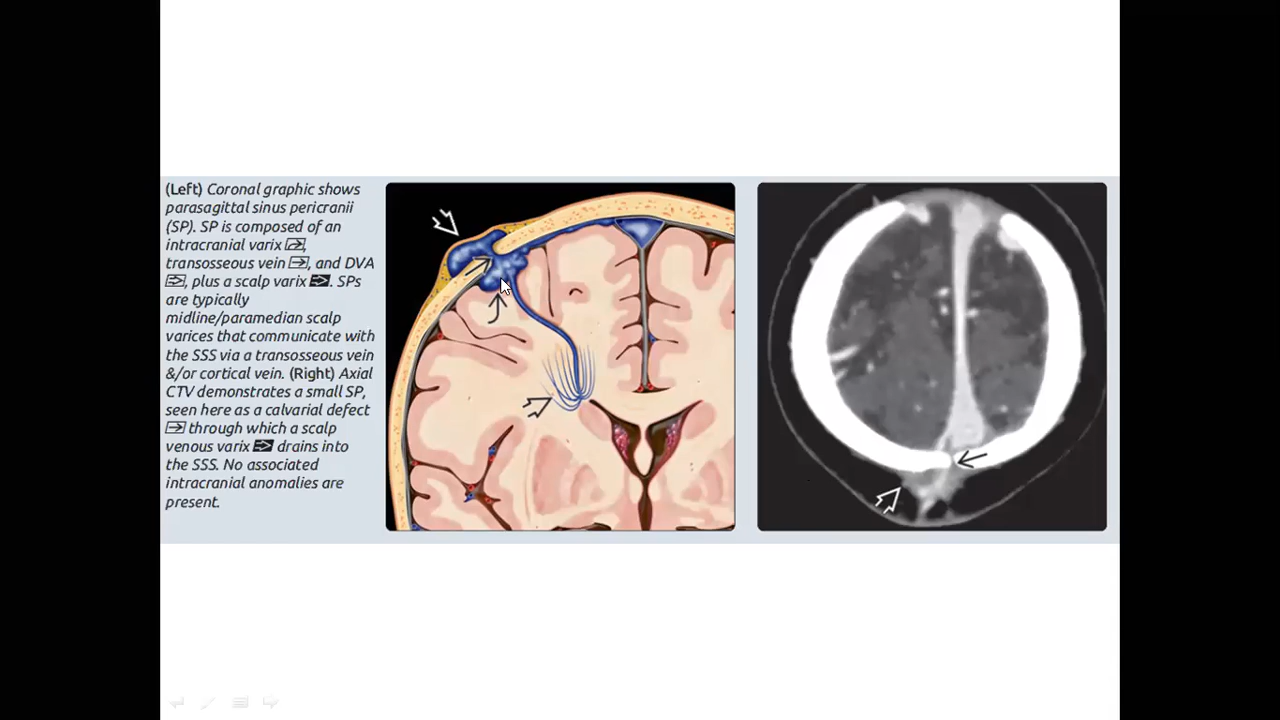 (Left) Coronal graphic shows
parasagittal sinus pericranii
(SP). SP is composed of an
intracranial varix,
transosseous vein, and DVA
, plus a scalp varix. SPs
are typically
midline/paramedian scalp
varices that communicate with
the SSS via a transosseous vein
&/or cortical vein. (Right) Axial
CTV demonstrates a small SP,
seen here as a calvarial defect
through which a scalp
venous varix drains into
the SSS. No associated
intracranial anomalies are
present.